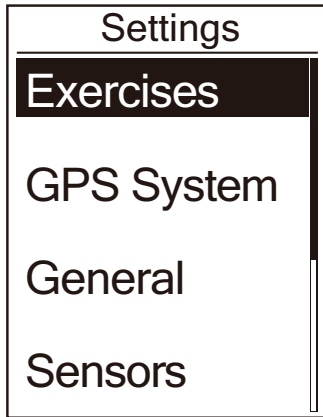 Settings
Exercises
GPS System
General
Sensors